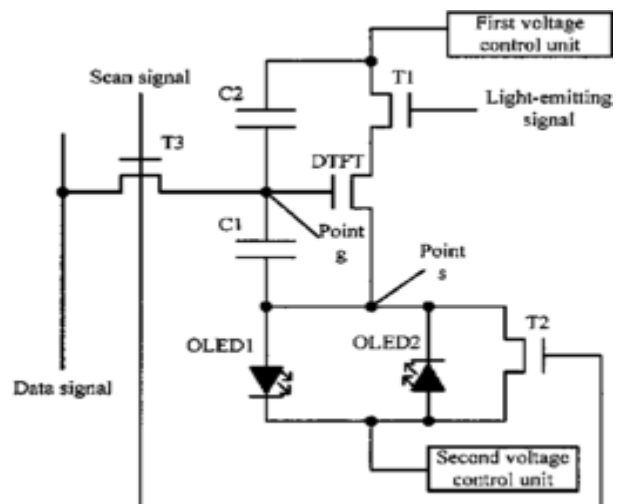 First voltage
control unit
Scan signal
C2
T1
Light-emitting
signal
T3
DTFT
C1
Point
g
Point
s
T2
OLED1
OLED2
Data signal
Second voltage
control unit